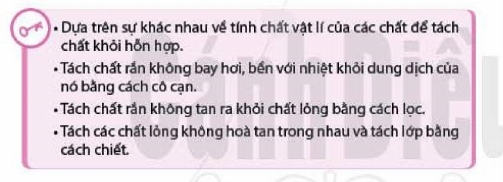 • Dựa trên sự khác nhau về tính chất vật lí của các chất để tách
chất khỏi hỗn hợp.
• Tách chất rắn không bay hơi, bền với nhiệt khỏi dung dịch của
nó bằng cách cô cạn.
• Tách chất rắn không tan ra khỏi chất lỏng bằng cách lọc.
• Tách các chất lỏng không hoà tan trong nhau và tách lớp bằng
cách chiết.
Cánh Diều